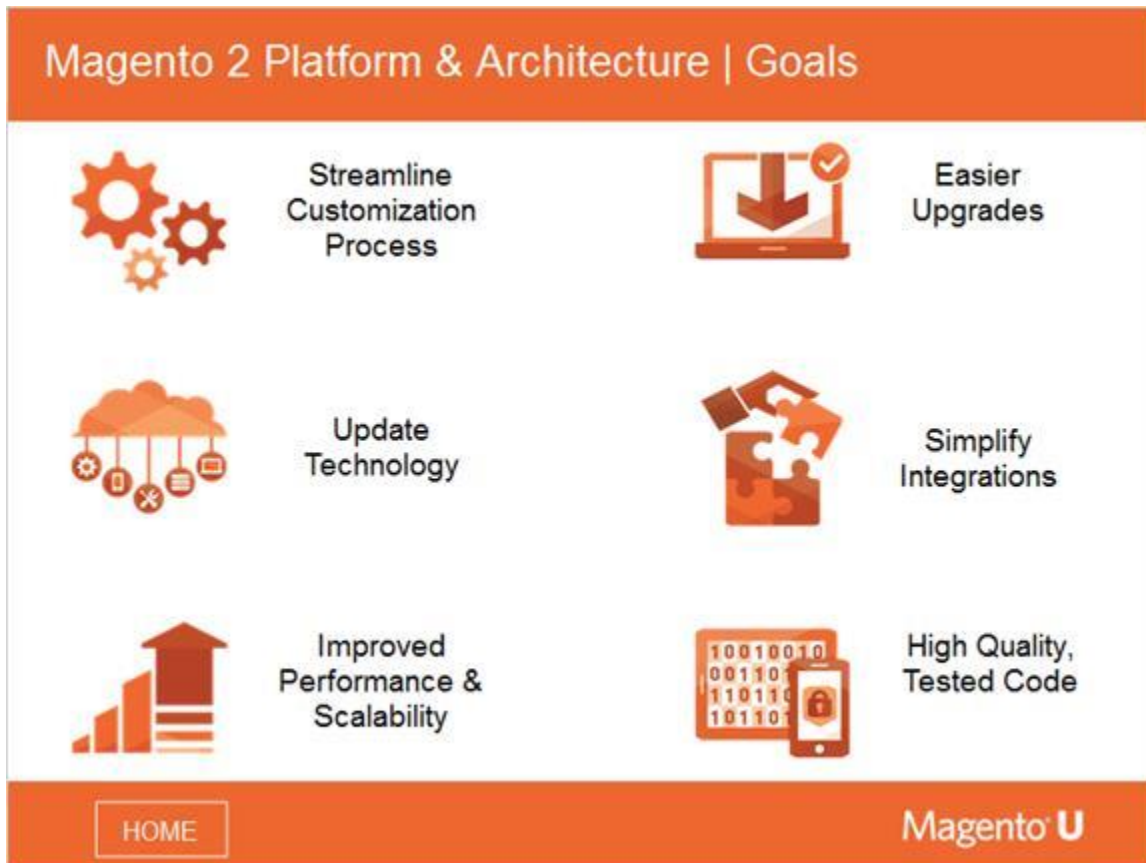 Magento 2 Platform & Architecture | Goals
Streamline
Customization
Process
Easier
Upgrades
Update
Technology
Simplify
Integrations
Improved
Performance &
Scalability
10010010
High Quality,
Tested Code
HOME
Magento U